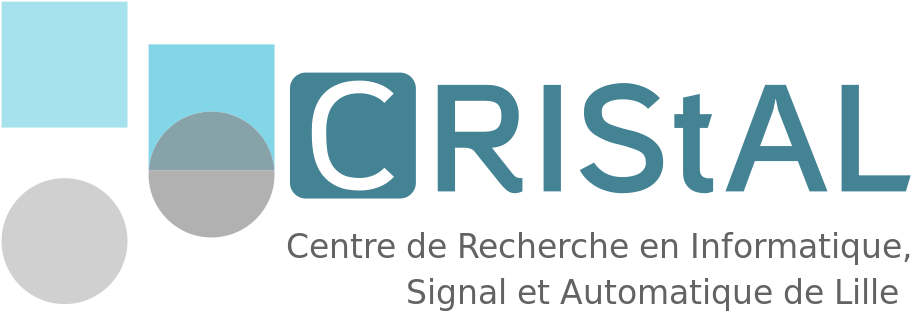 CRIStAL
Centre de Recherche en Informatique,
Signal et Automatique de Lille